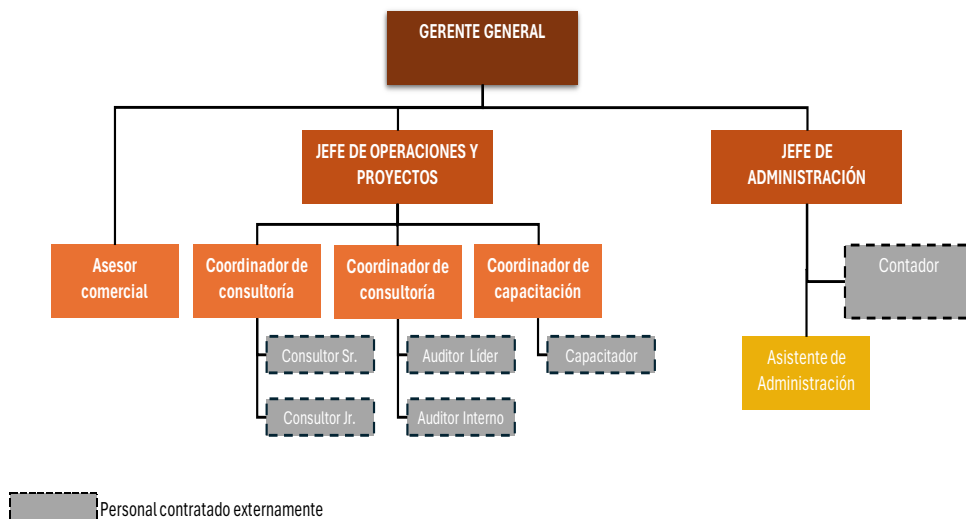 GERENTE GENERAL
JEFE DE OPERACIONES Y
PROYECTOS
JEFE DE
ADMINISTRACIÓN
Asesor
comercial
Coordinador de
consultoría
Coordinador de
consultoría
Coordinador de
capacitación
Contador
Consultor Sr.
Auditor Líder
Capacitador
Asistente de
Administración
Consultor Jr.
Auditor Interno
Personal contratado externamente